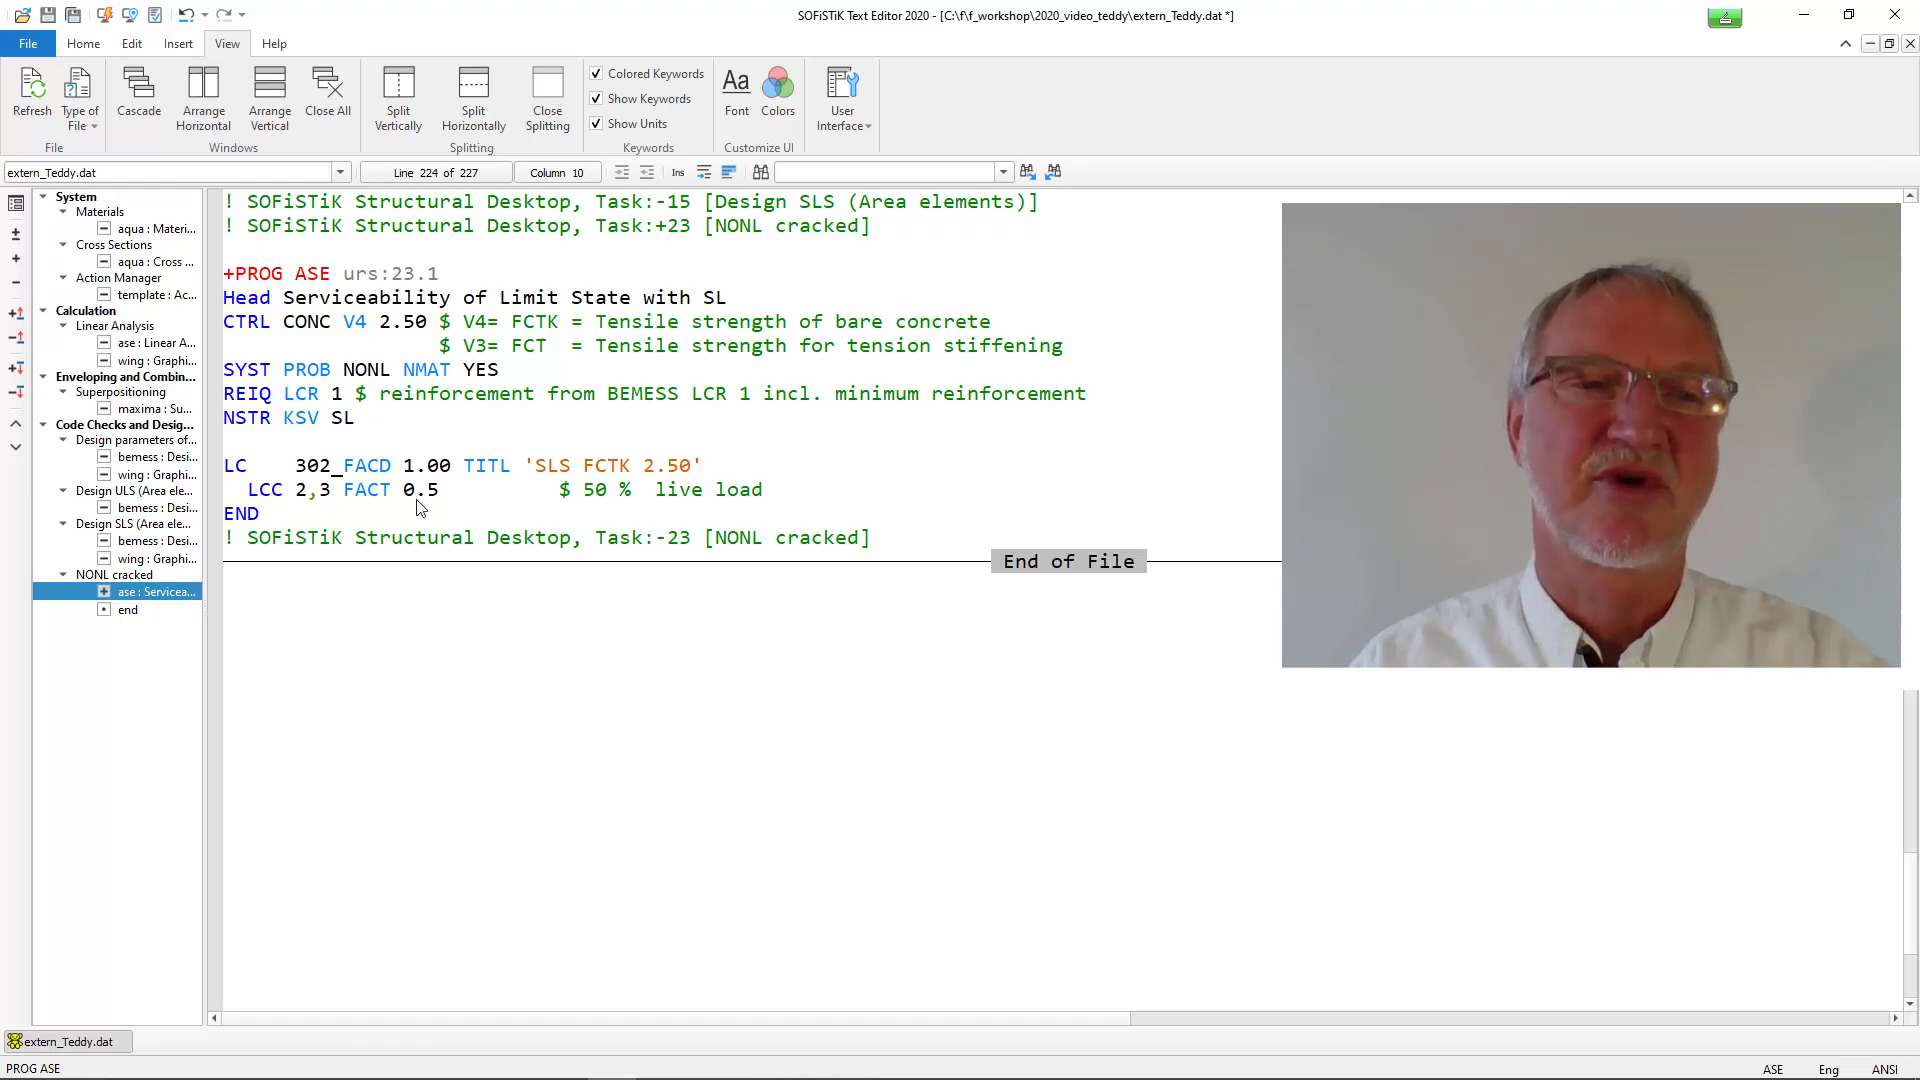 SOFiSTiK Text Editor 2020 - [C:\f\f_workshop\2020_video_teddy\extern_Teddy.dat *]
File Home Edit Insert View Help
Refresh Type of File Cascade Arrange Horizontal Arrange Vertical Close All Split Vertically Split Horizontally Close Splitting
Colored Keywords
Show Keywords
Show Units
Aa
Font Colors User Interface
File Windows Splitting Keywords Customize UI
extern_Teddy.dat Line 224 of 227 Column 10 Ins
System
Materials
aqua : Materi...
Cross Sections
aqua : Cross ...
Action Manager
template : Ac...
Calculation
Linear Analysis
ase : Linear A...
wing : Graphi...
Enveloping and Combin...
Superpositioning
maxima : Su...
Code Checks and Desig...
Design parameters of...
bemess : Desi...
wing : Graphi...
Design ULS (Area ele...
bemess : Desi...
Design SLS (Area ele...
bemess : Desi...
wing : Graphi...
NONL cracked
ase : Servicea...
end
! SOFiSTiK Structural Desktop, Task:-15 [Design SLS (Area elements)]
! SOFiSTiK Structural Desktop, Task:+23 [NONL cracked]
+PROG ASE urs:23.1
Head Serviceability of Limit State with SL
CTRL CONC V4 2.50 $ V4= FCTK = Tensile strength of bare concrete
$ V3= FCT = Tensile strength for tension stiffening
SYST PROB NONL NMAT YES
REIQ LCR 1 $ reinforcement from BEMESS LCR 1 incl. minimum reinforcement
NSTR KSV SL
LC 302 FACD 1.00 TITL 'SLS FCTK 2.50'
LCC 2,3 FACT 0.5 $ 50 % live load
END
! SOFiSTiK Structural Desktop, Task:-23 [NONL cracked]
End of File
extern_Teddy.dat
PROG ASE ASE Eng ANSI